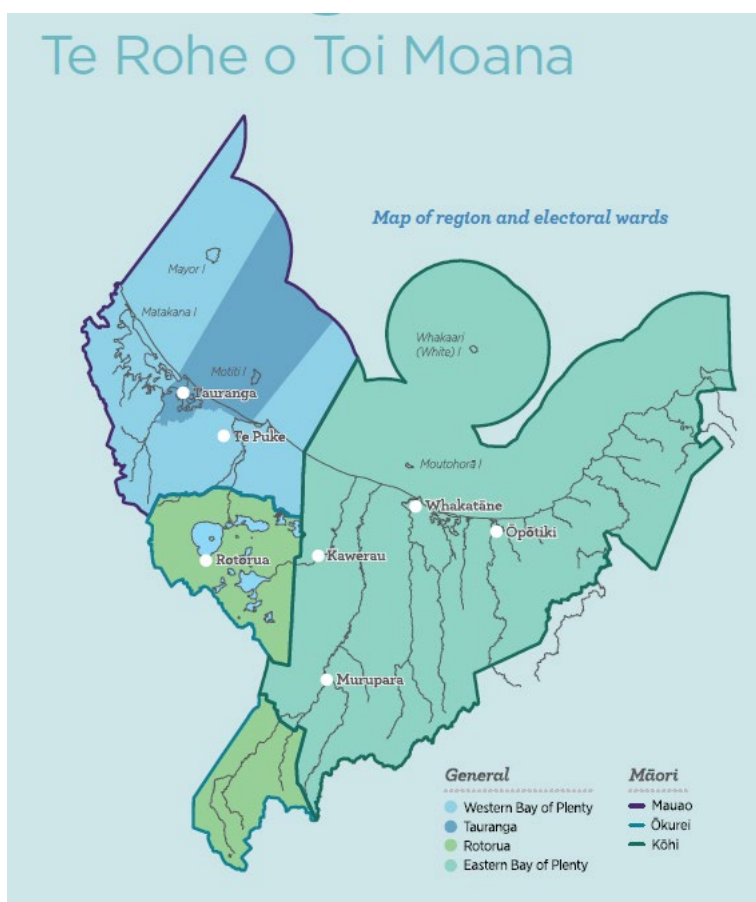 Te Rohe o Toi Moana
Map of region and electoral wards
Mayor I
Matakana I
Whakaari
(White) I
Motiti I
Tauranga
Te Puke
Moutohorā I
Whakatāne
Ōpōtiki
Kawerau
Rotorua
Murupara
General
Western Bay of Plenty
Tauranga
Rotorua
Eastern Bay of Plenty
Māori
Mauao
Ōkurei
Kōhi